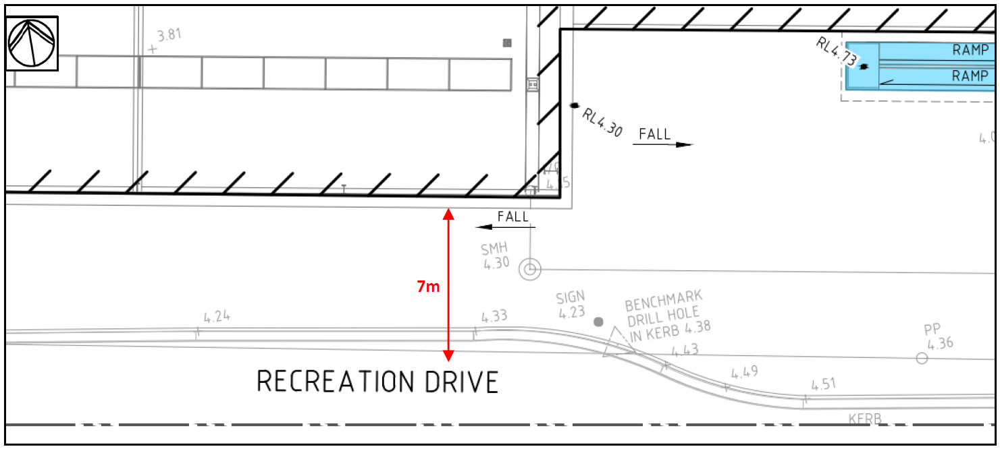 3.81
RL4.73
RAMP
RAMP
RL4.30
FALL
FALL
SMH
4.30
7m
SIGN
4.23
BENCHMARK
DRILL HOLE
IN KERB 4.38
4.24
4.33
4.43
4.49
4.51
PP
4.36
RECREATION DRIVE
KERB